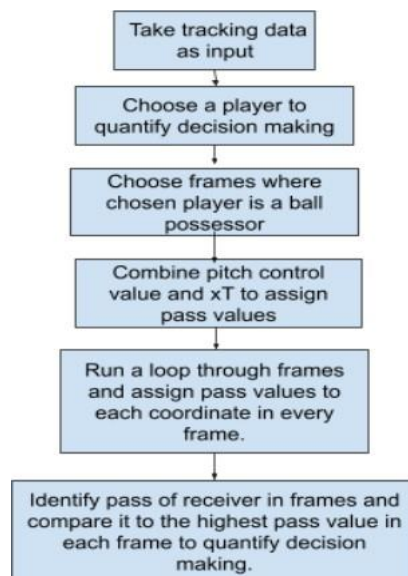 Take tracking data
as input
Choose a player to
quantify decision making
Choose frames where
chosen player is a ball
possessor
Combine pitch control
value and xT to assign
pass values
Run a loop through frames
and assign pass values to
each coordinate in every
frame.
Identify pass of receiver in frames and
compare it to the highest pass value in
each frame to quantify decision
making.